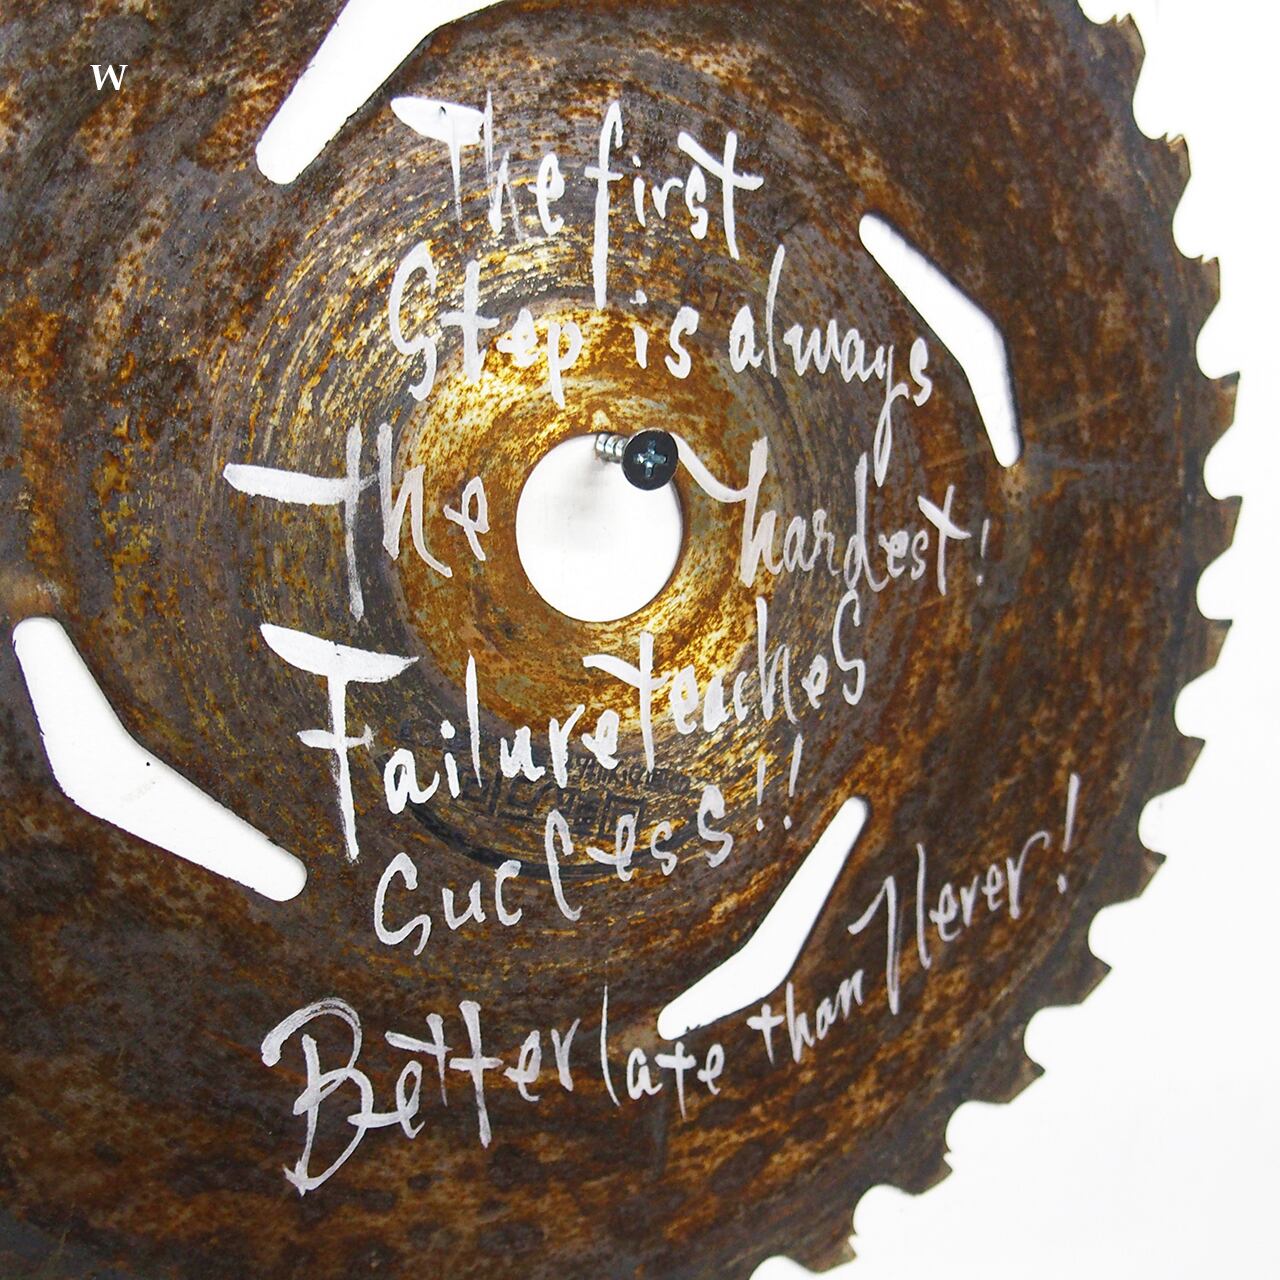 W
The first
Step is always
the hardest!
Failure teaches
Success!!
Better late than Never!